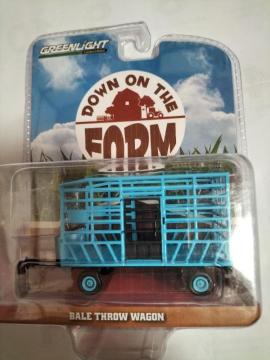 GREENLIGHT
DOWN ON THE
FARM
BALE THROW WAGON